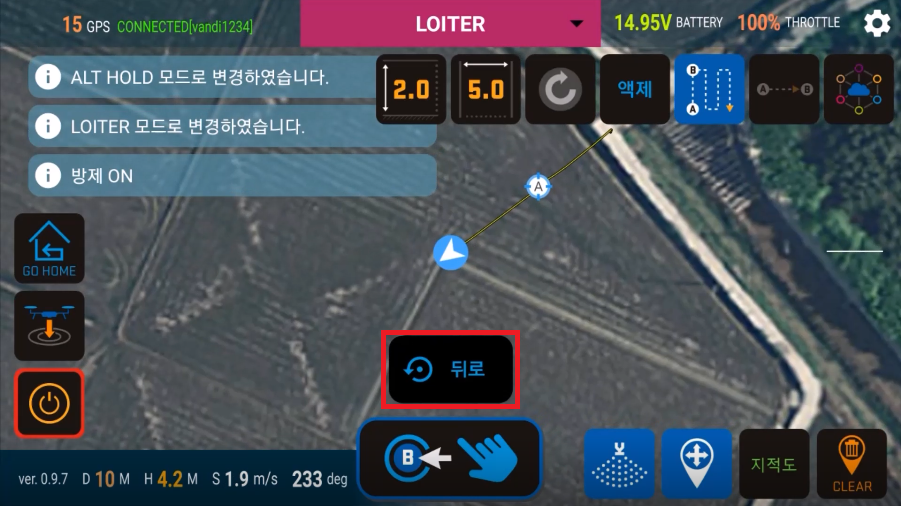 15 GPS CONNECTED[vandi1234]
LOITER
14.95V BATTERY 100% THROTTLE
ALT HOLD 모드로 변경하였습니다.
LOITER 모드로 변경하였습니다.
방제 ON
2.0
5.0
액제
B
A
A B
A
GO HOME
뒤로
B
지적도
CLEAR
ver. 0.9.7 D 10 M H 4.2 M S 1.9 m/s 233 deg